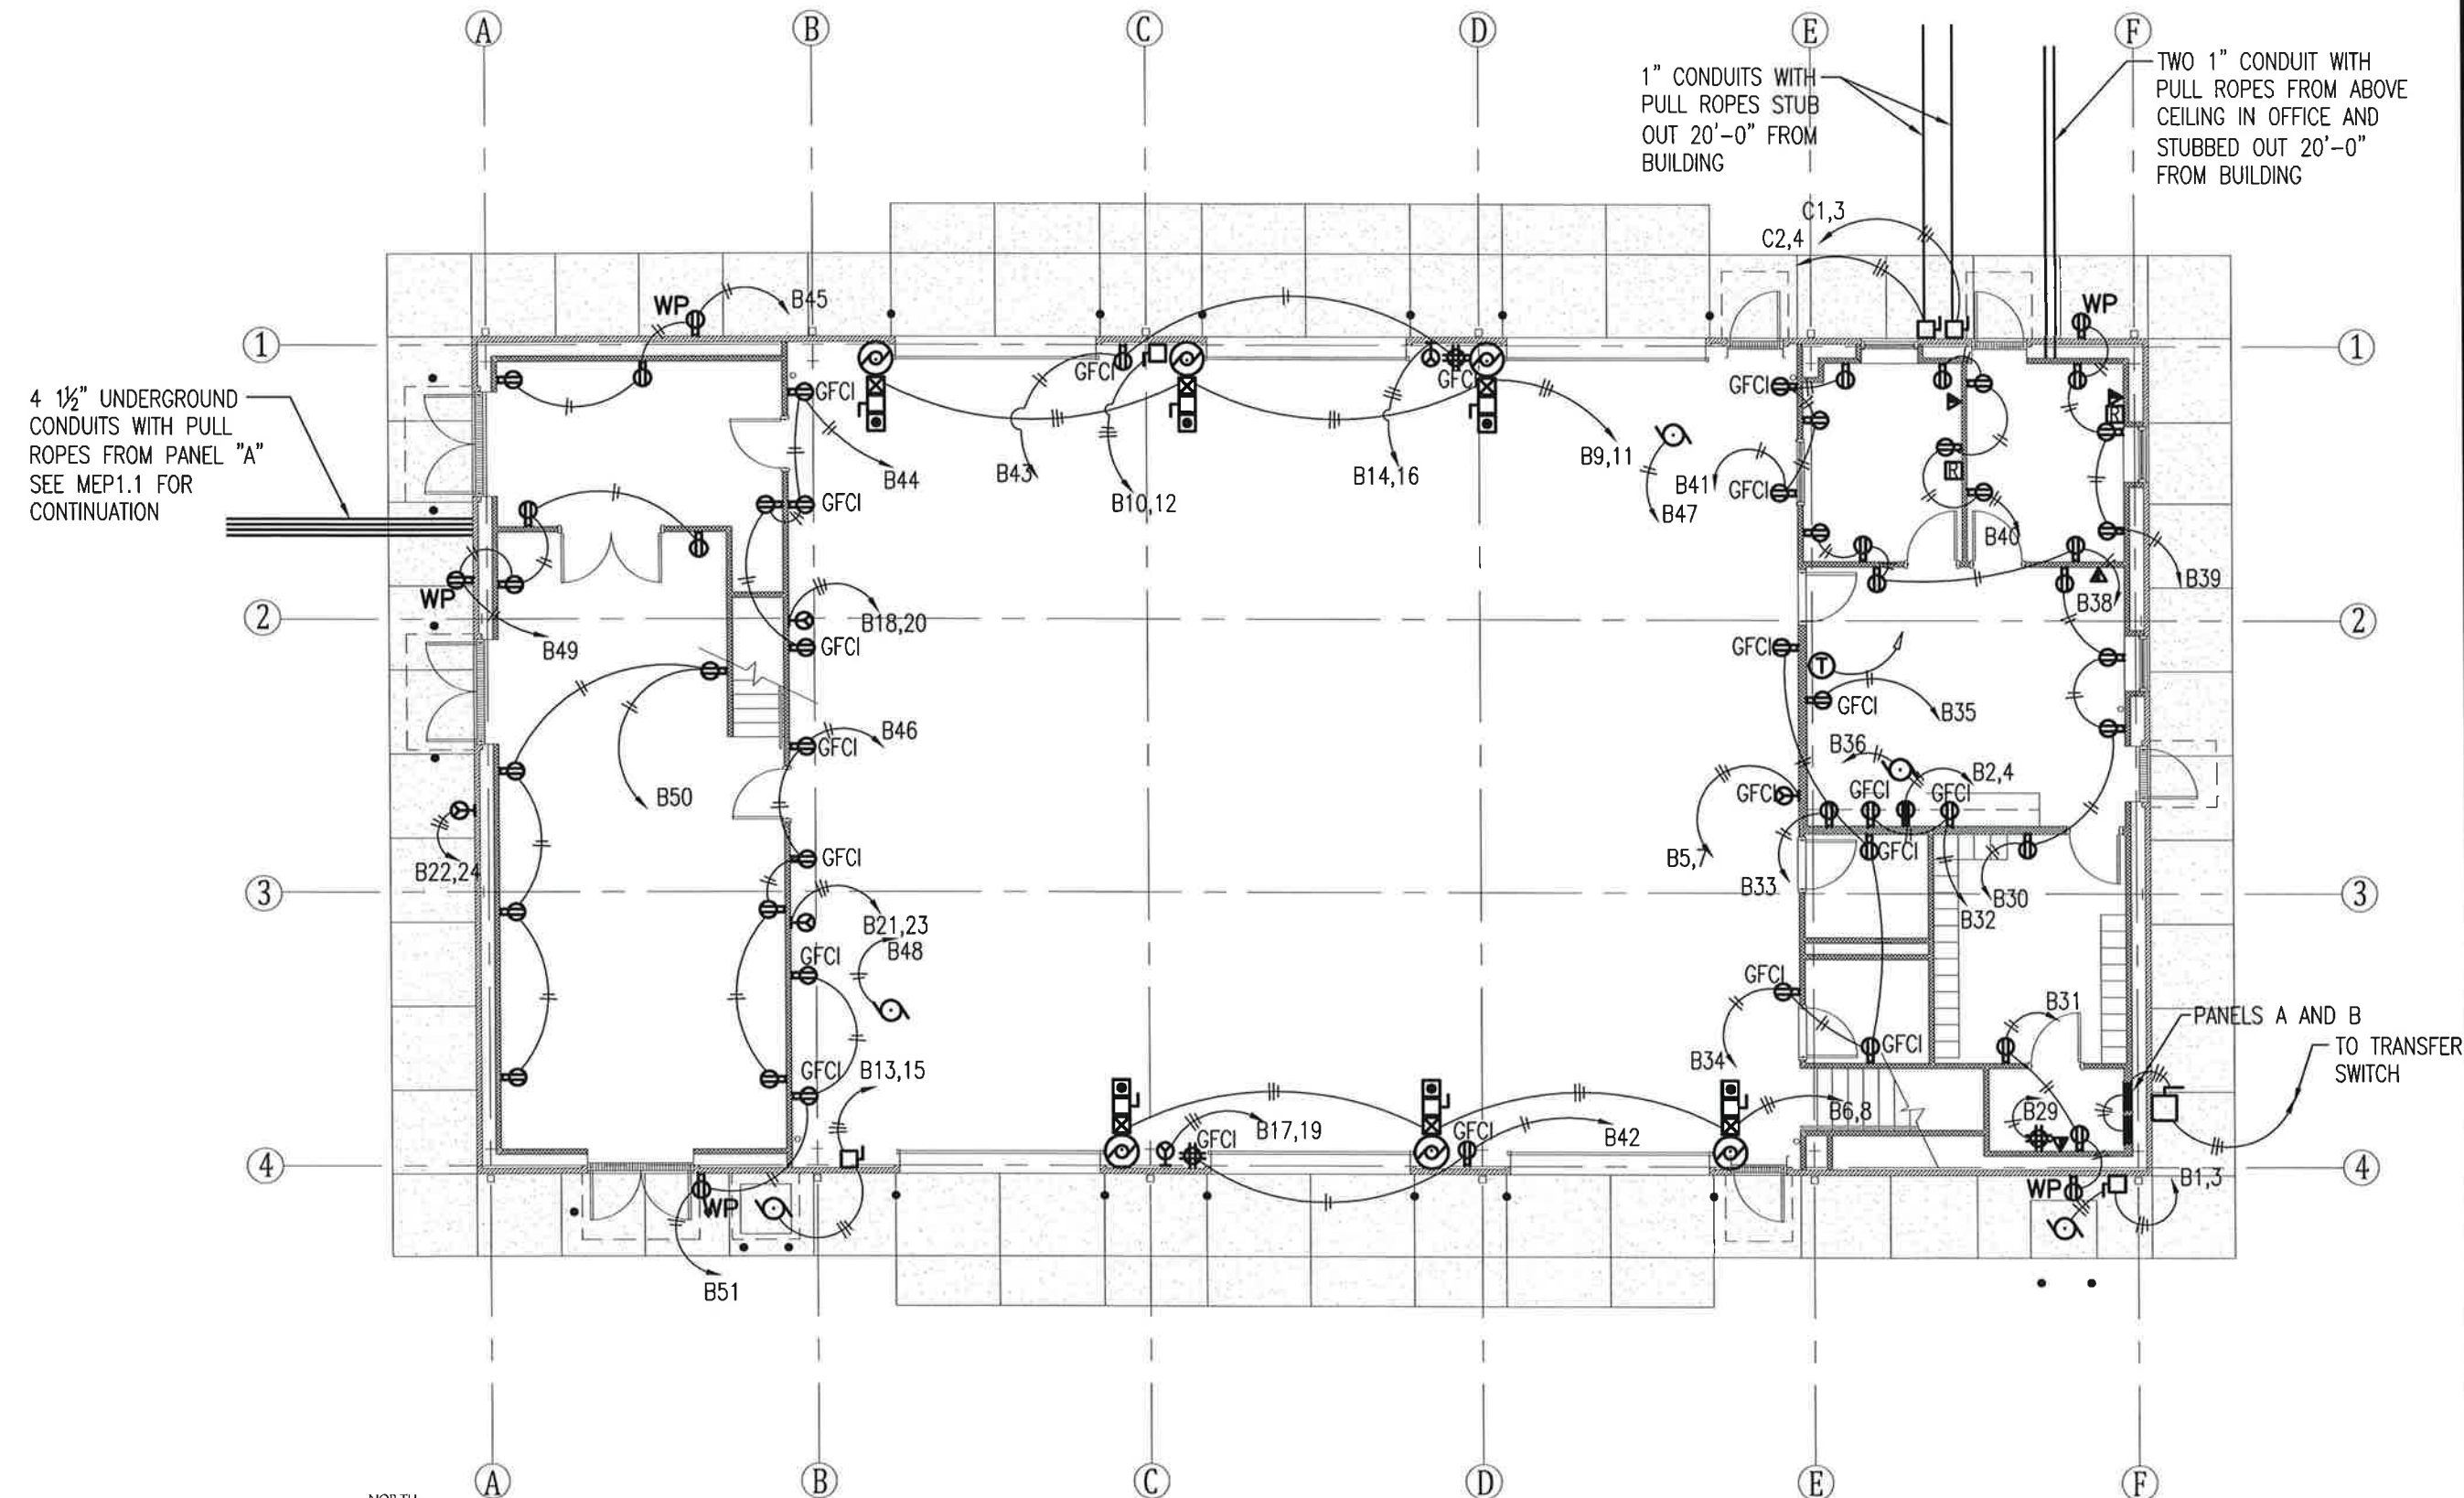 A
B
C
D
E
F
1" CONDUITS WITH
PULL ROPES STUB
OUT 20'-0" FROM
BUILDING
TWO 1" CONDUIT WITH
PULL ROPES FROM ABOVE
CEILING IN OFFICE AND
STUBBED OUT 20'-0"
FROM BUILDING
C1,3
C2,4
WP
B45
WP
1
1
4 1½" UNDERGROUND
CONDUITS WITH PULL
ROPES FROM PANEL "A"
SEE MEP1.1 FOR
CONTINUATION
GFCI
B44
GFCI
B43
GFCI
B10,12
GFCI
B14,16
B9,11
B47
GFCI
B41
GFCI
R
R
B40
B39
B38
WP
B49
2
2
B18,20
GFCI
GFCI
T
GFCI
B35
B46
GFCI
B50
B36
B2,4
GFCI
GFCI
GFCI
B22,24
GFCI
B5,7
B33
GFCI
B30
B32
3
3
B21,23
B48
GFCI
GFCI
B31
PANELS A AND B
TO TRANSFER
SWITCH
GFCI
B13,15
B34
GFCI
GFCI
B17,19
GFCI
B42
B6,8
B29
4
4
WP
B51
WP
B1,3
NORTH
A
B
C
D
E
F